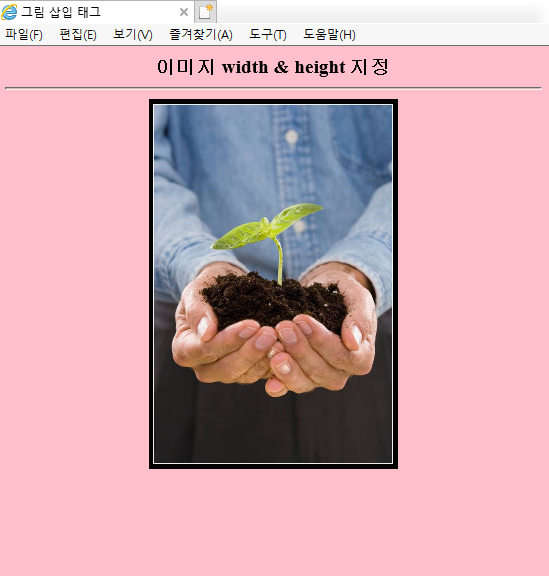 그림 삽입 태그
파일(F) 편집(E) 보기(V) 즐겨찾기(A) 도구(T) 도움말(H)
이미지 width & height 지정